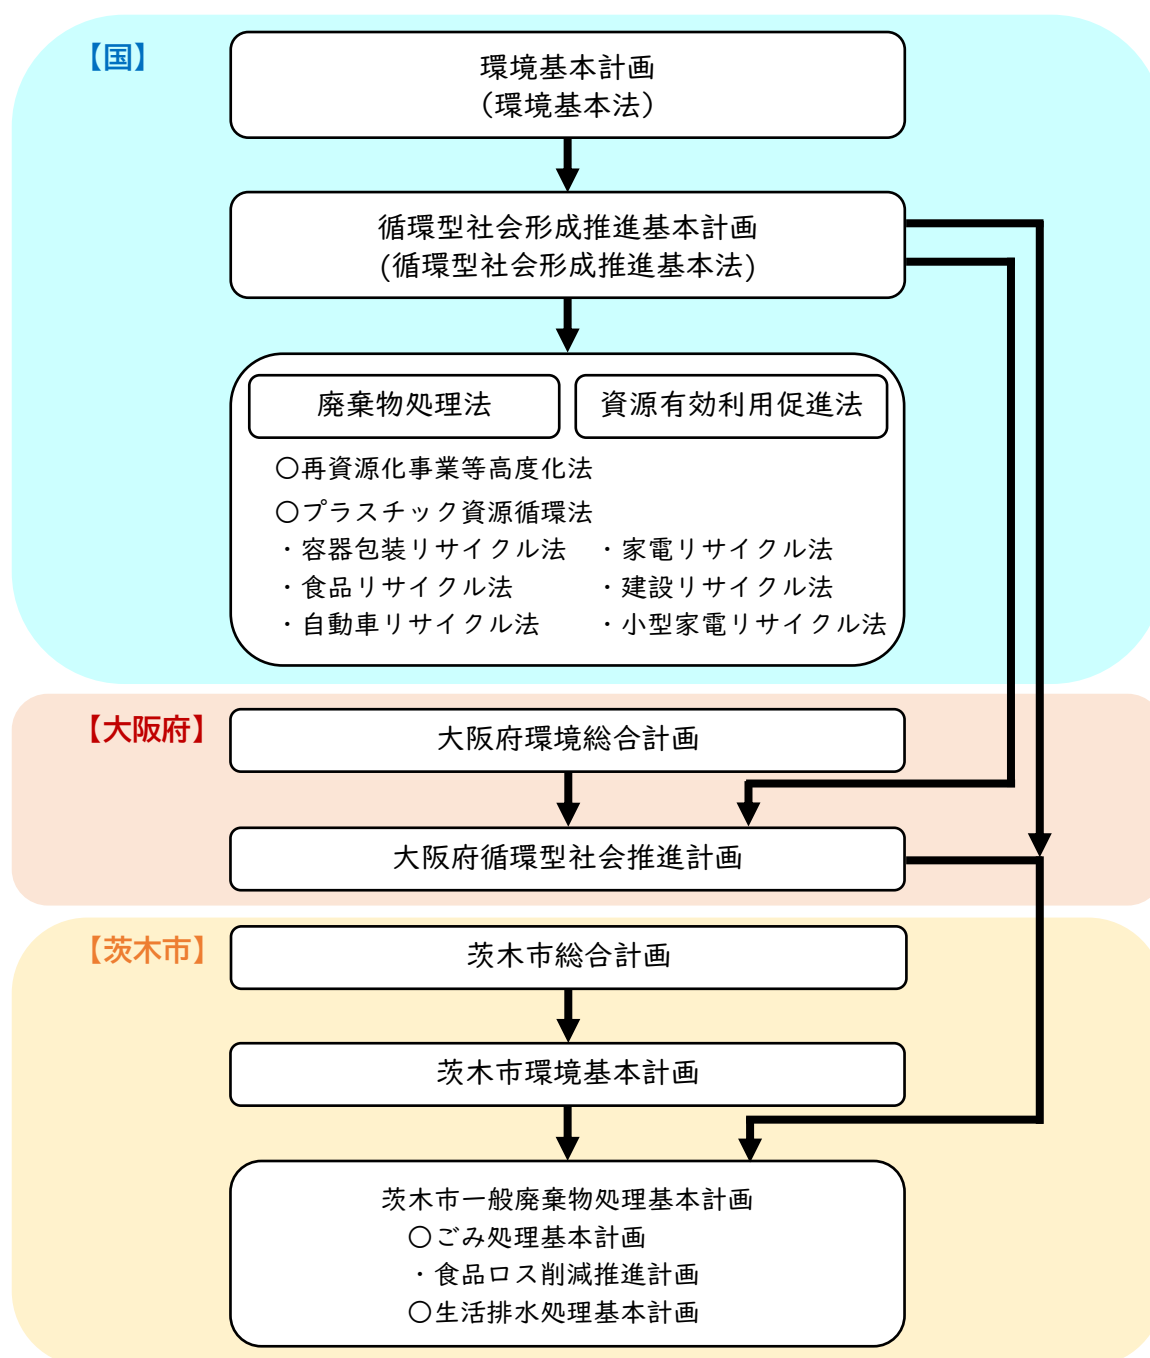 【国】
環境基本計画
（環境基本法）
循環型社会形成推進基本計画
(循環型社会形成推進基本法)
廃棄物処理法
資源有効利用促進法
〇再資源化事業等高度化法
〇プラスチック資源循環法
・容器包装リサイクル法　・家電リサイクル法
・食品リサイクル法　・建設リサイクル法
・自動車リサイクル法　・小型家電リサイクル法
【大阪府】
大阪府環境総合計画
大阪府循環型社会推進計画
【茨木市】
茨木市総合計画
茨木市環境基本計画
茨木市一般廃棄物処理基本計画
〇ごみ処理基本計画
・食品ロス削減推進計画
〇生活排水処理基本計画